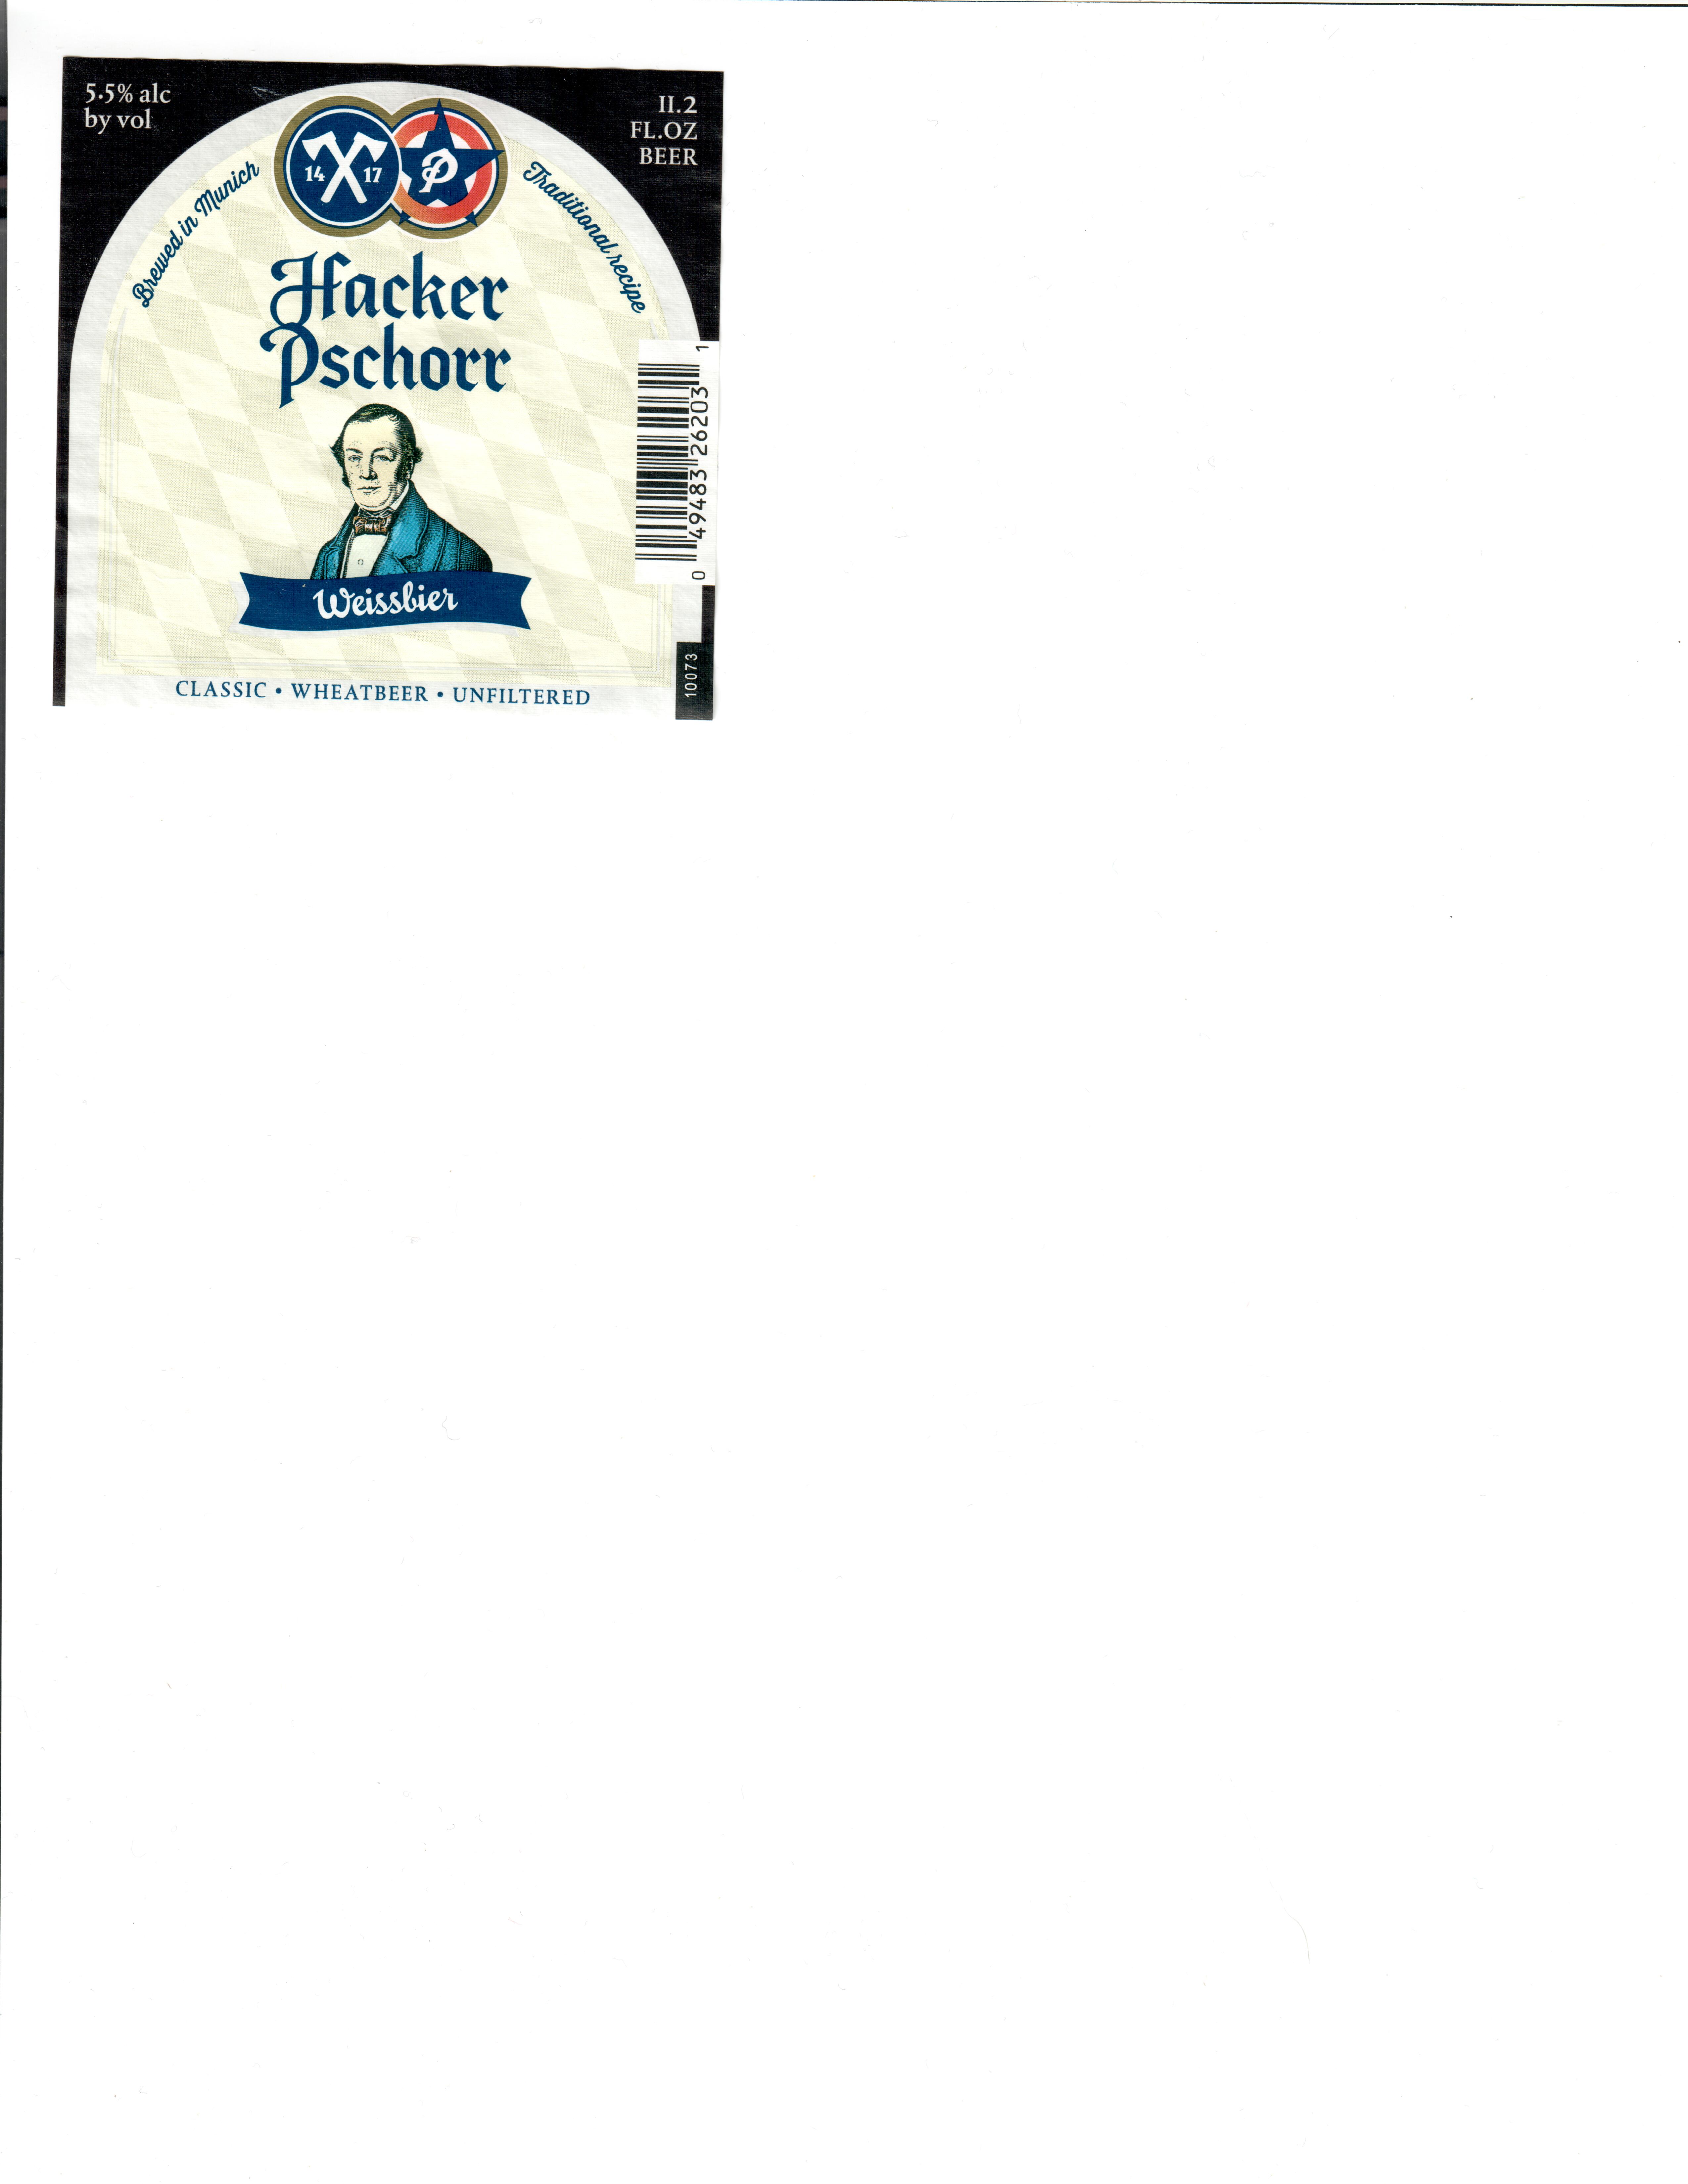 5.5% alc
by vol
II.2
FL.OZ
BEER
14 17
P
Brewed in Munich
Traditional recipe
Hacker
Pschorr
Weissbier
0 49483 26203 1
10073
CLASSIC • WHEATBEER • UNFILTERED